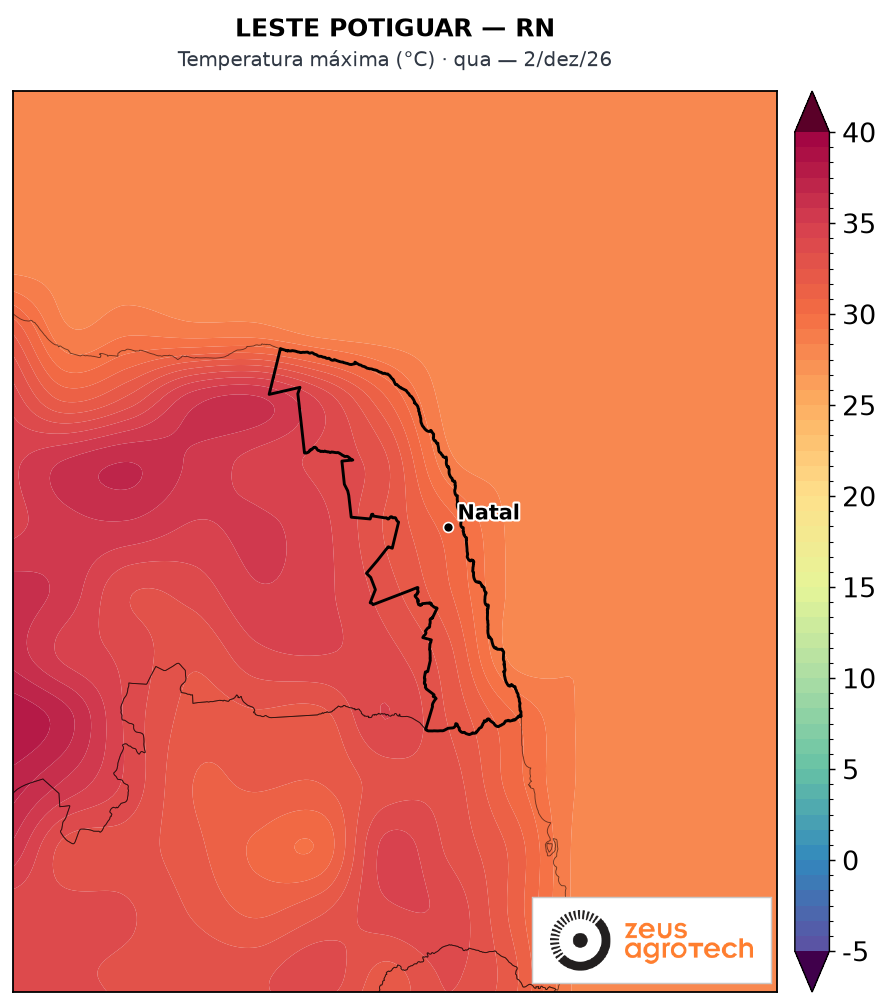 LESTE POTIGUAR — RN
Temperatura máxima (°C) · qua — 2/dez/26
40
35
30
25
20
15
10
5
0
-5
Natal
zeus
agrotech